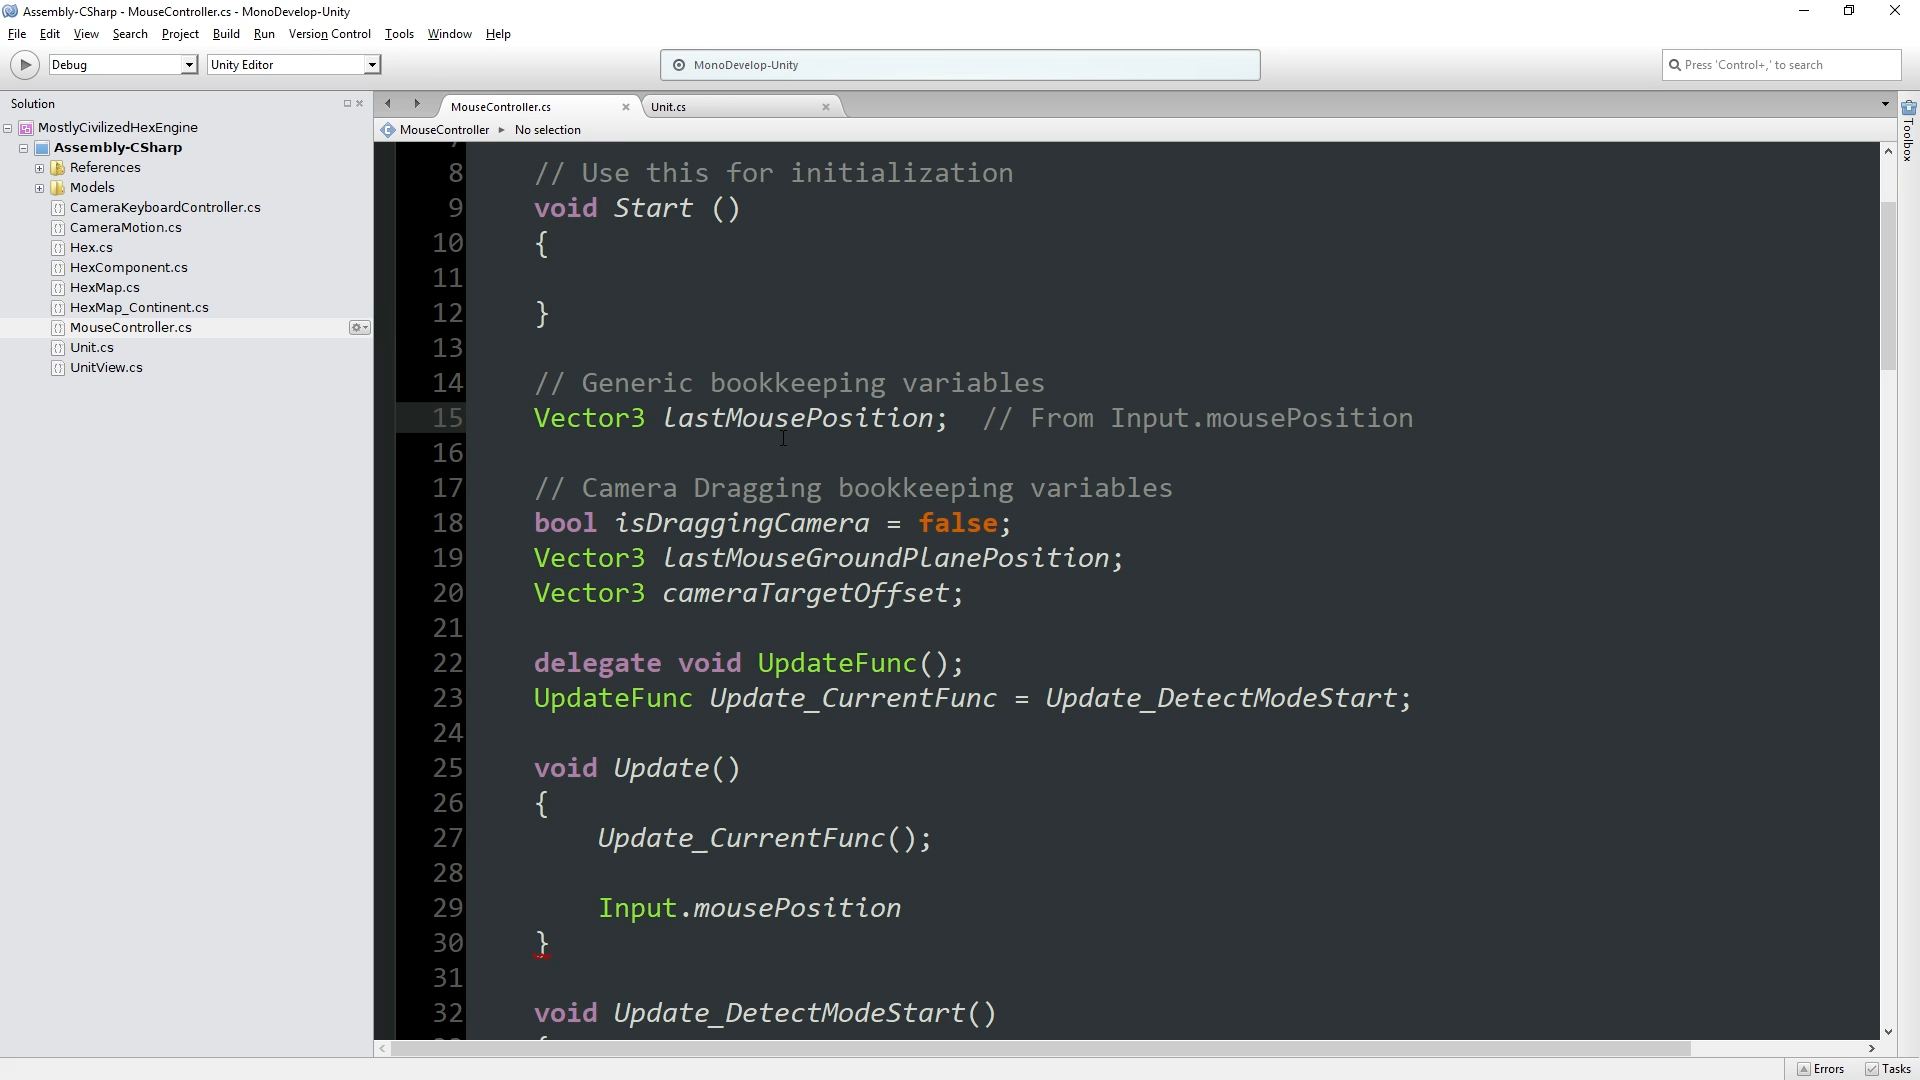 Assembly-CSharp - MouseController.cs - MonoDevelop-Unity
File Edit View Search Project Build Run Version Control Tools Window Help
Debug Unity Editor MonoDevelop-Unity Press 'Control+,' to search
Solution
MostlyCivilizedHexEngine
Assembly-CSharp
References
Models
CameraKeyboardController.cs
CameraMotion.cs
Hex.cs
HexComponent.cs
HexMap.cs
HexMap_Continent.cs
MouseController.cs
Unit.cs
UnitView.cs
MouseController.cs Unit.cs
MouseController No selection
8 // Use this for initialization
9 void Start ()
10 {
11
12 }
13
14 // Generic bookkeeping variables
15 Vector3 lastMousePosition; // From Input.mousePosition
16
17 // Camera Dragging bookkeeping variables
18 bool isDraggingCamera = false;
19 Vector3 lastMouseGroundPlanePosition;
20 Vector3 cameraTargetOffset;
21
22 delegate void UpdateFunc();
23 UpdateFunc Update_CurrentFunc = Update_DetectModeStart;
24
25 void Update()
26 {
27 Update_CurrentFunc();
28
29 Input.mousePosition
30 }
31
32 void Update_DetectModeStart()
Toolbox
Errors Tasks